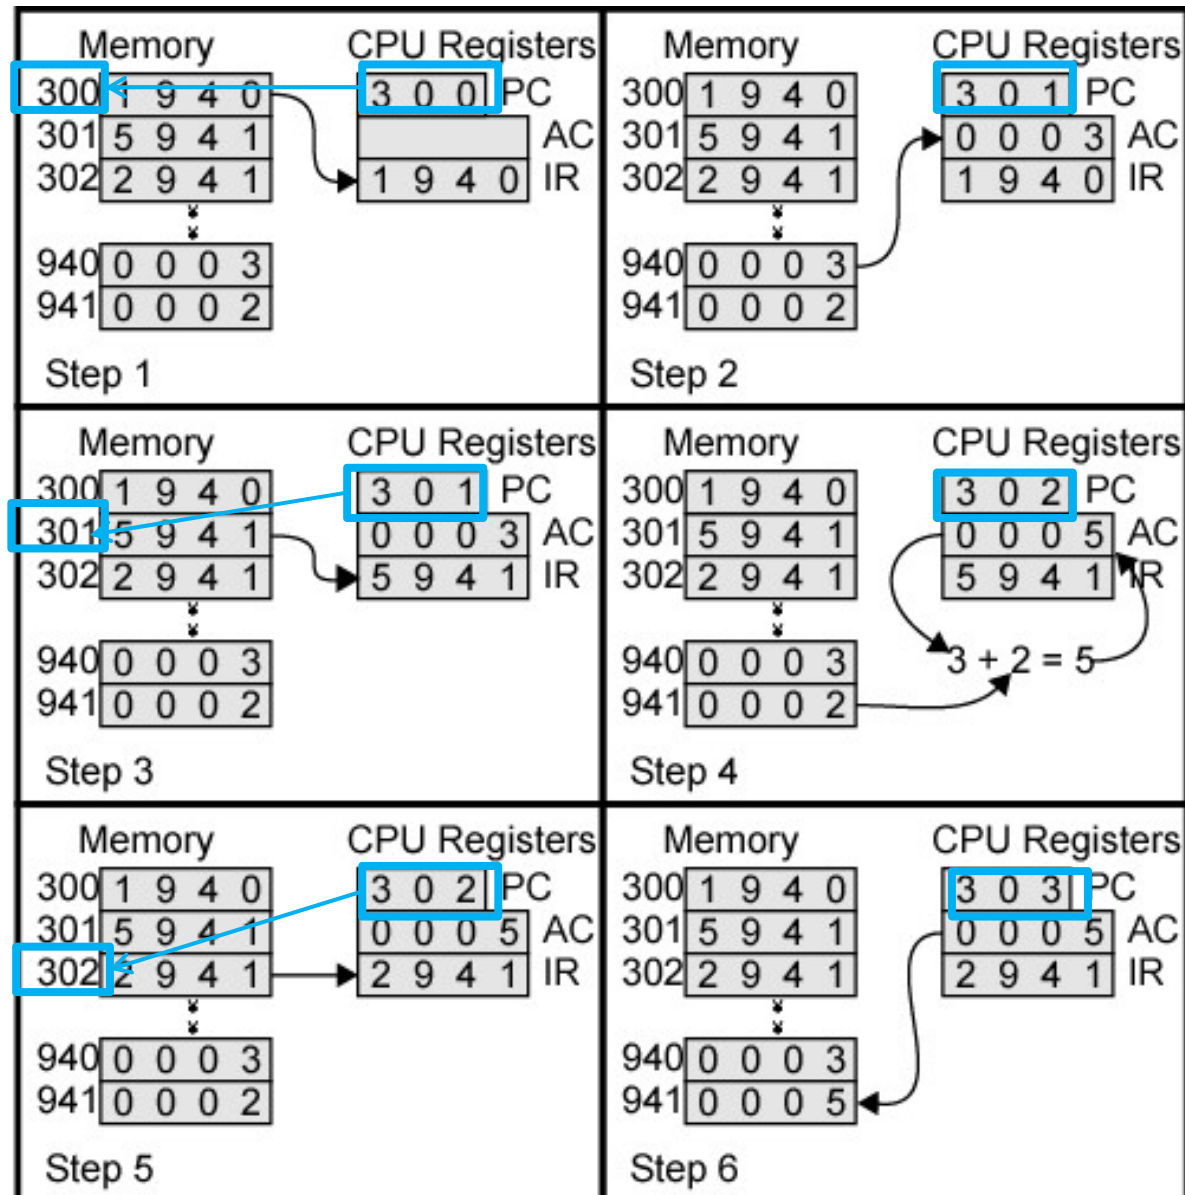 Memory CPU Registers
300 1 9 4 0 3 0 0 PC
301 5 9 4 1 AC
302 2 9 4 1 1 9 4 0 IR
940 0 0 0 3
941 0 0 0 2
Step 1
Memory CPU Registers
300 1 9 4 0 3 0 1 PC
301 5 9 4 1 0 0 0 3 AC
302 2 9 4 1 1 9 4 0 IR
940 0 0 0 3
941 0 0 0 2
Step 2
Memory CPU Registers
300 1 9 4 0 3 0 1 PC
301 5 9 4 1 0 0 0 3 AC
302 2 9 4 1 5 9 4 1 IR
940 0 0 0 3
941 0 0 0 2
Step 3
Memory CPU Registers
300 1 9 4 0 3 0 2 PC
301 5 9 4 1 0 0 0 5 AC
302 2 9 4 1 5 9 4 1 IR
940 0 0 0 3 3 + 2 = 5
941 0 0 0 2
Step 4
Memory CPU Registers
300 1 9 4 0 3 0 2 PC
301 5 9 4 1 0 0 0 5 AC
302 2 9 4 1 2 9 4 1 IR
940 0 0 0 3
941 0 0 0 2
Step 5
Memory CPU Registers
300 1 9 4 0 3 0 3 PC
301 5 9 4 1 0 0 0 5 AC
302 2 9 4 1 2 9 4 1 IR
940 0 0 0 3
941 0 0 0 5
Step 6